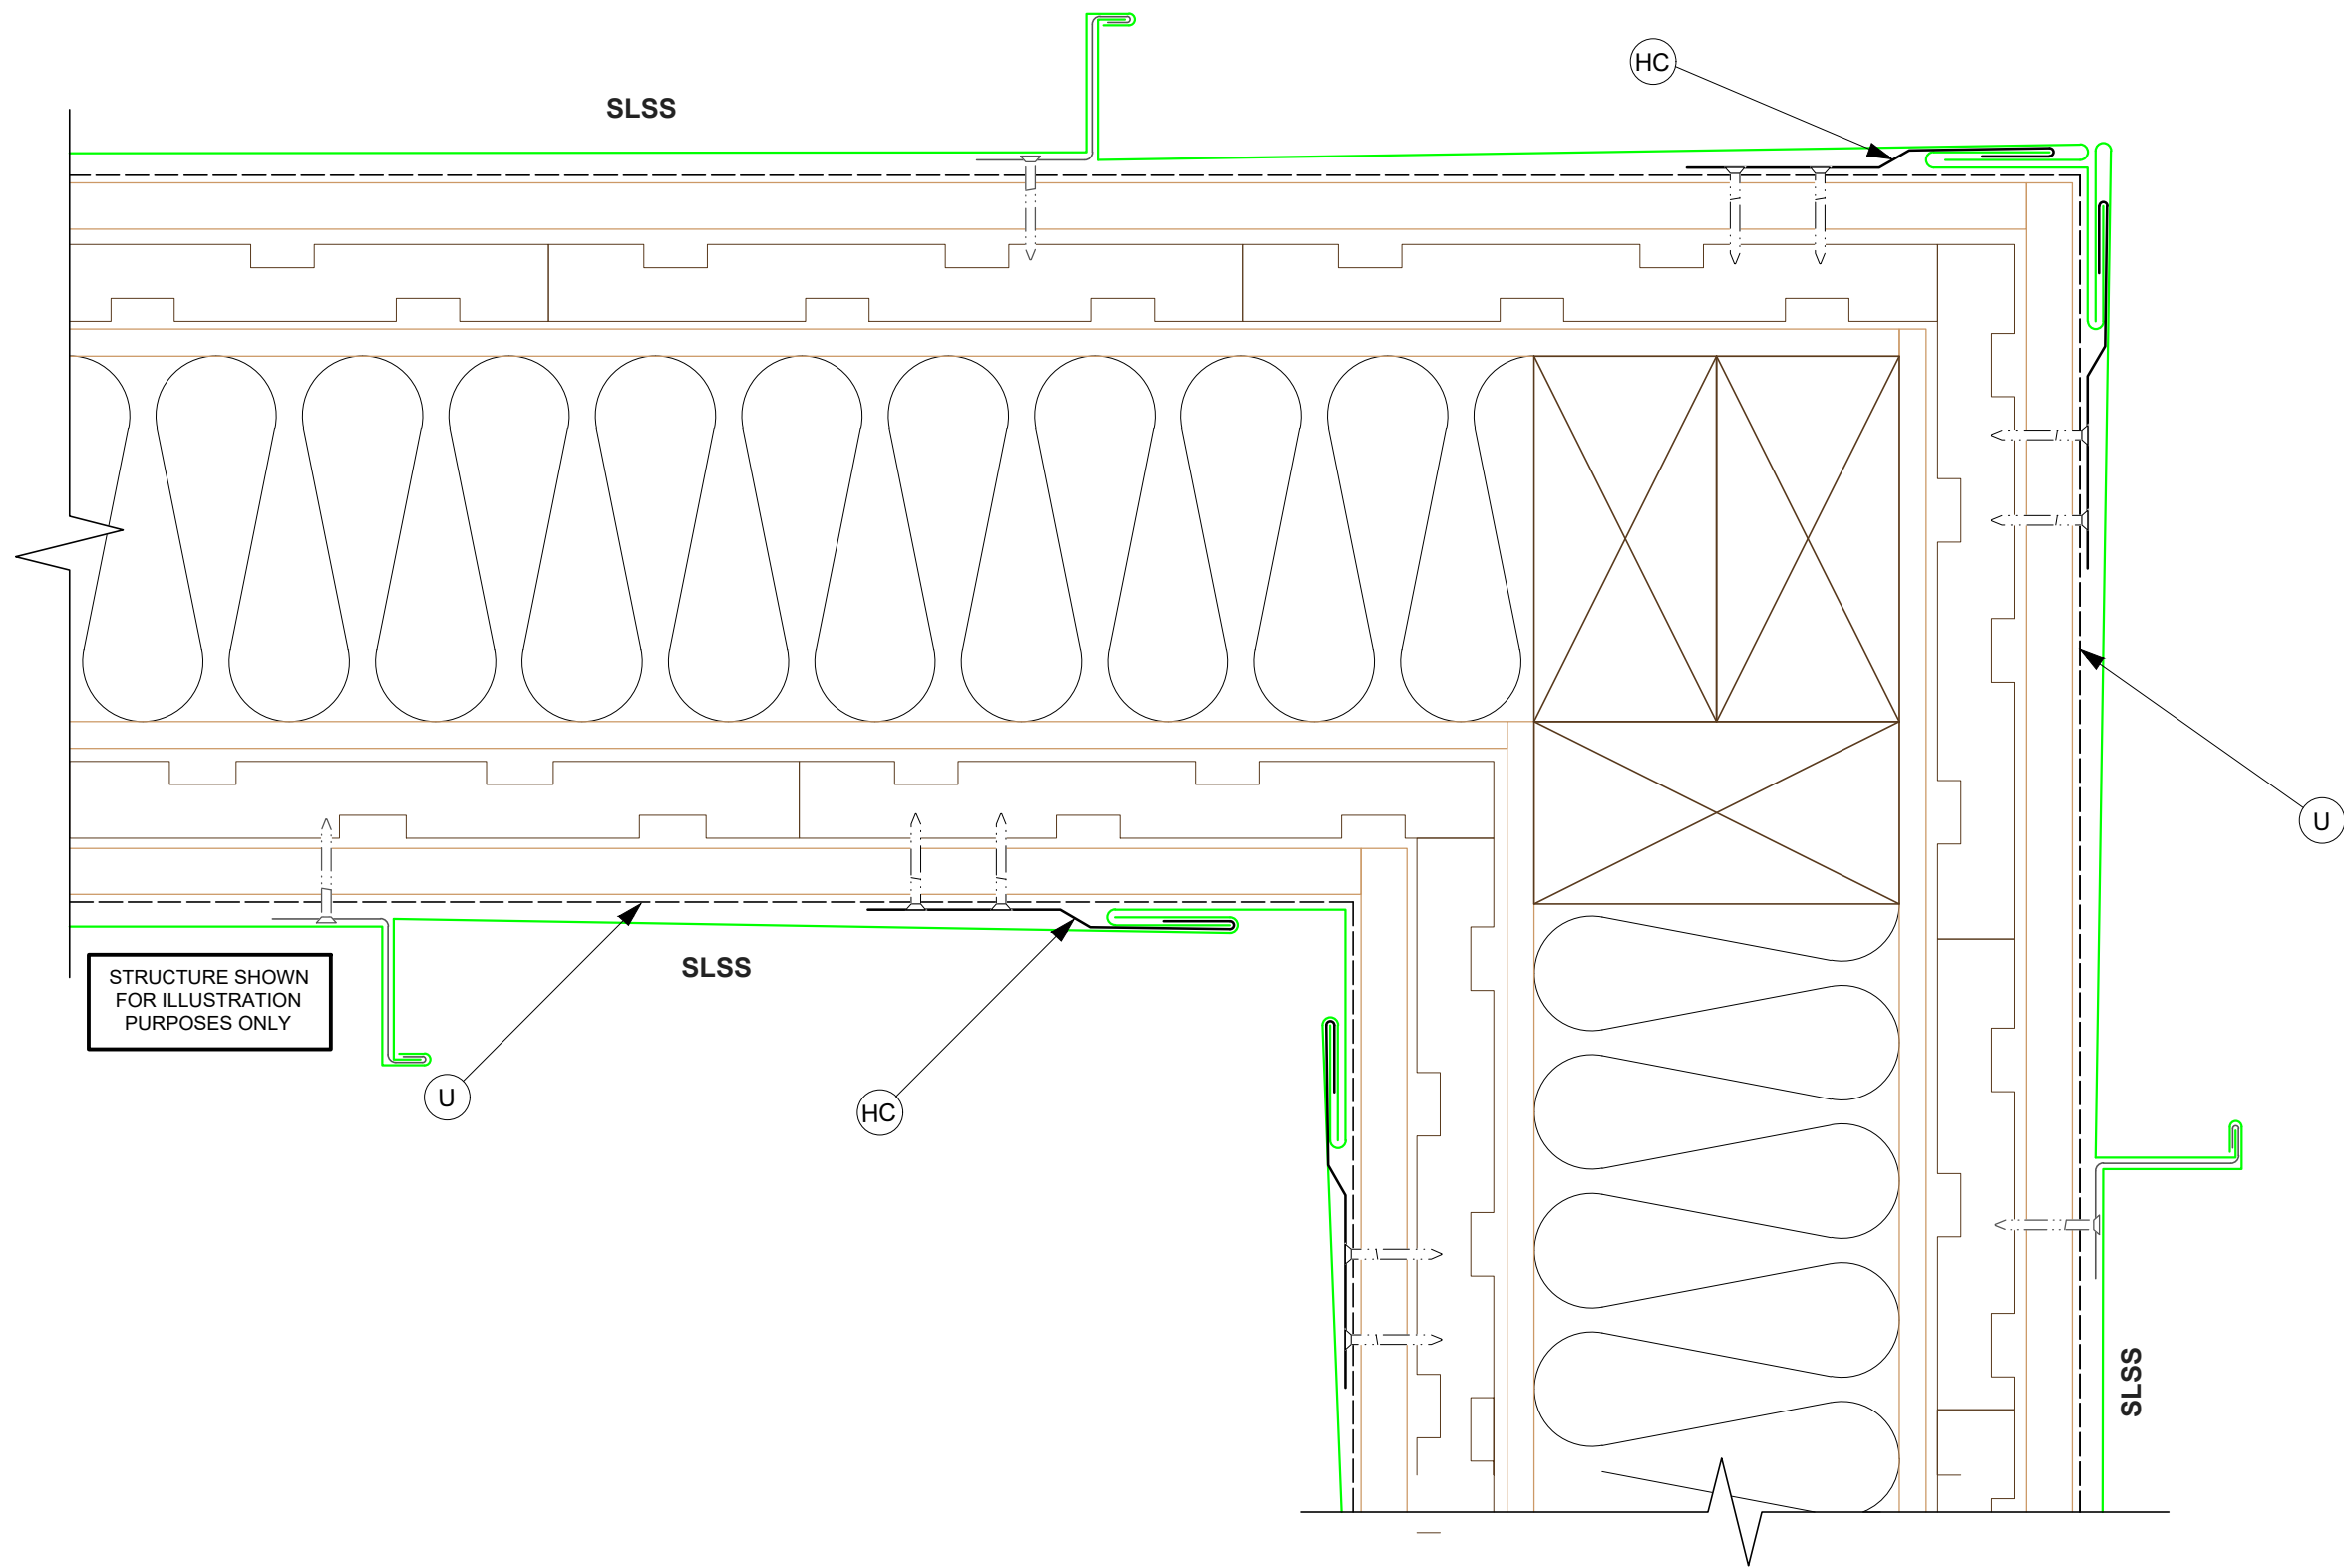 HC
SLSS
U
SLSS
STRUCTURE SHOWN
FOR ILLUSTRATION
PURPOSES ONLY
U
HC
SLSS